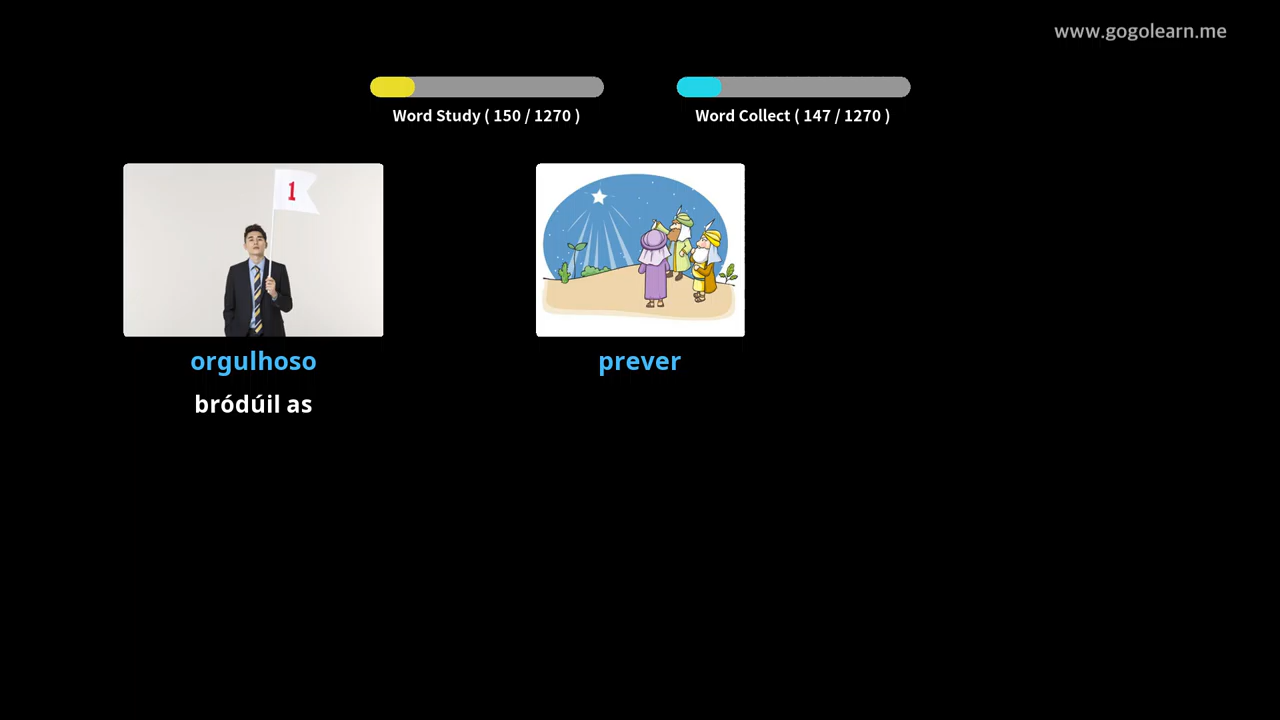 www.gogolearn.me
Word Study ( 150 / 1270 )
Word Collect ( 147 / 1270 )
1
orgulhoso
prever
bródúil as